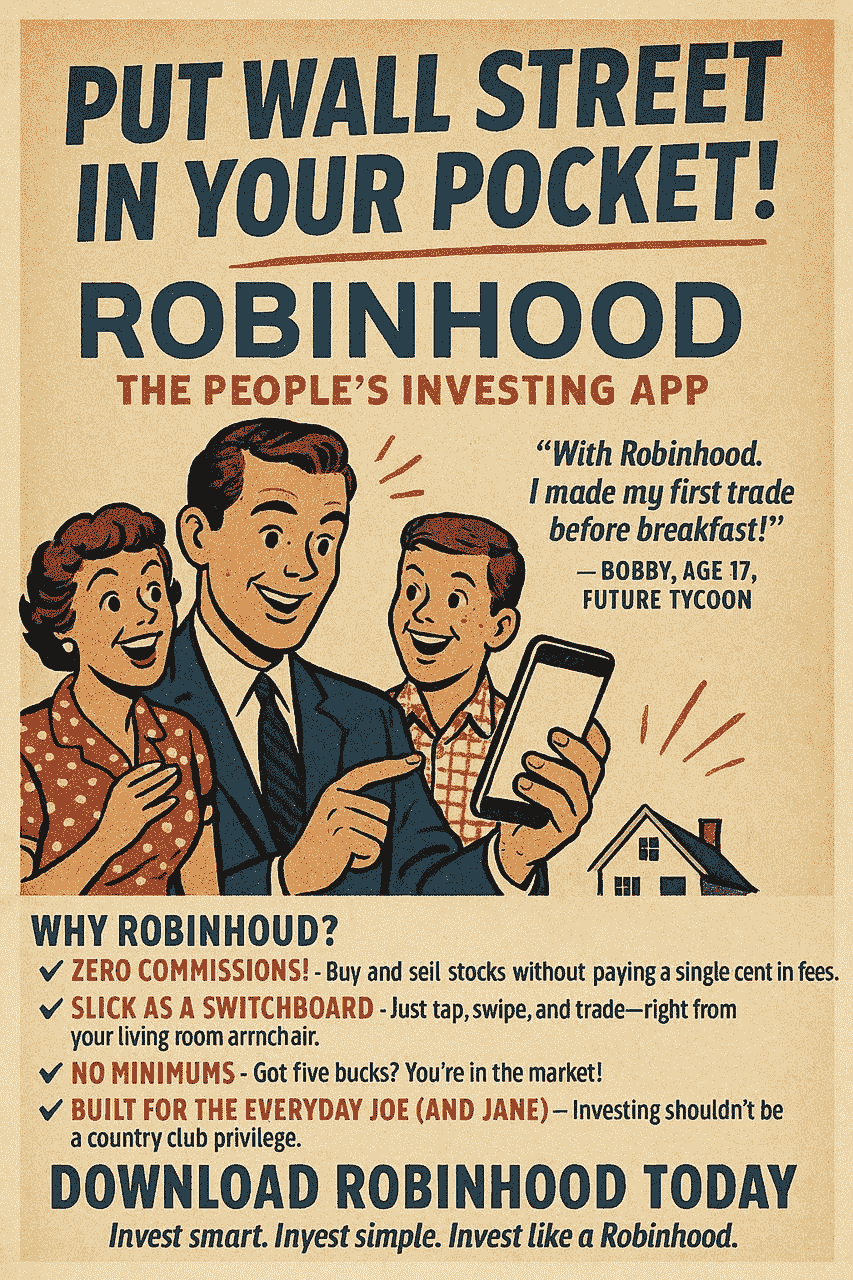 PUT WALL STREET
IN YOUR POCKET!
ROBINHOOD
THE PEOPLE'S INVESTING APP
"With Robinhood.
I made my first trade
before breakfast!"
— BOBBY, AGE 17,
FUTURE TYCOON
WHY ROBINHOUD?
✓ ZERO COMMISSIONS! - Buy and seil stocks without paying a single cent in fees.
✓ SLICK AS A SWITCHBOARD - Just tap, swipe, and trade—right from
your living room arrnchair.
✓ NO MINIMUMS - Got five bucks? You're in the market!
✓ BUILT FOR THE EVERYDAY JOE (AND JANE) – Investing shouldn't be
a country club privilege.
DOWNLOAD ROBINHOOD TODAY
Invest smart. Inyest simple. Invest like a Robinhood.